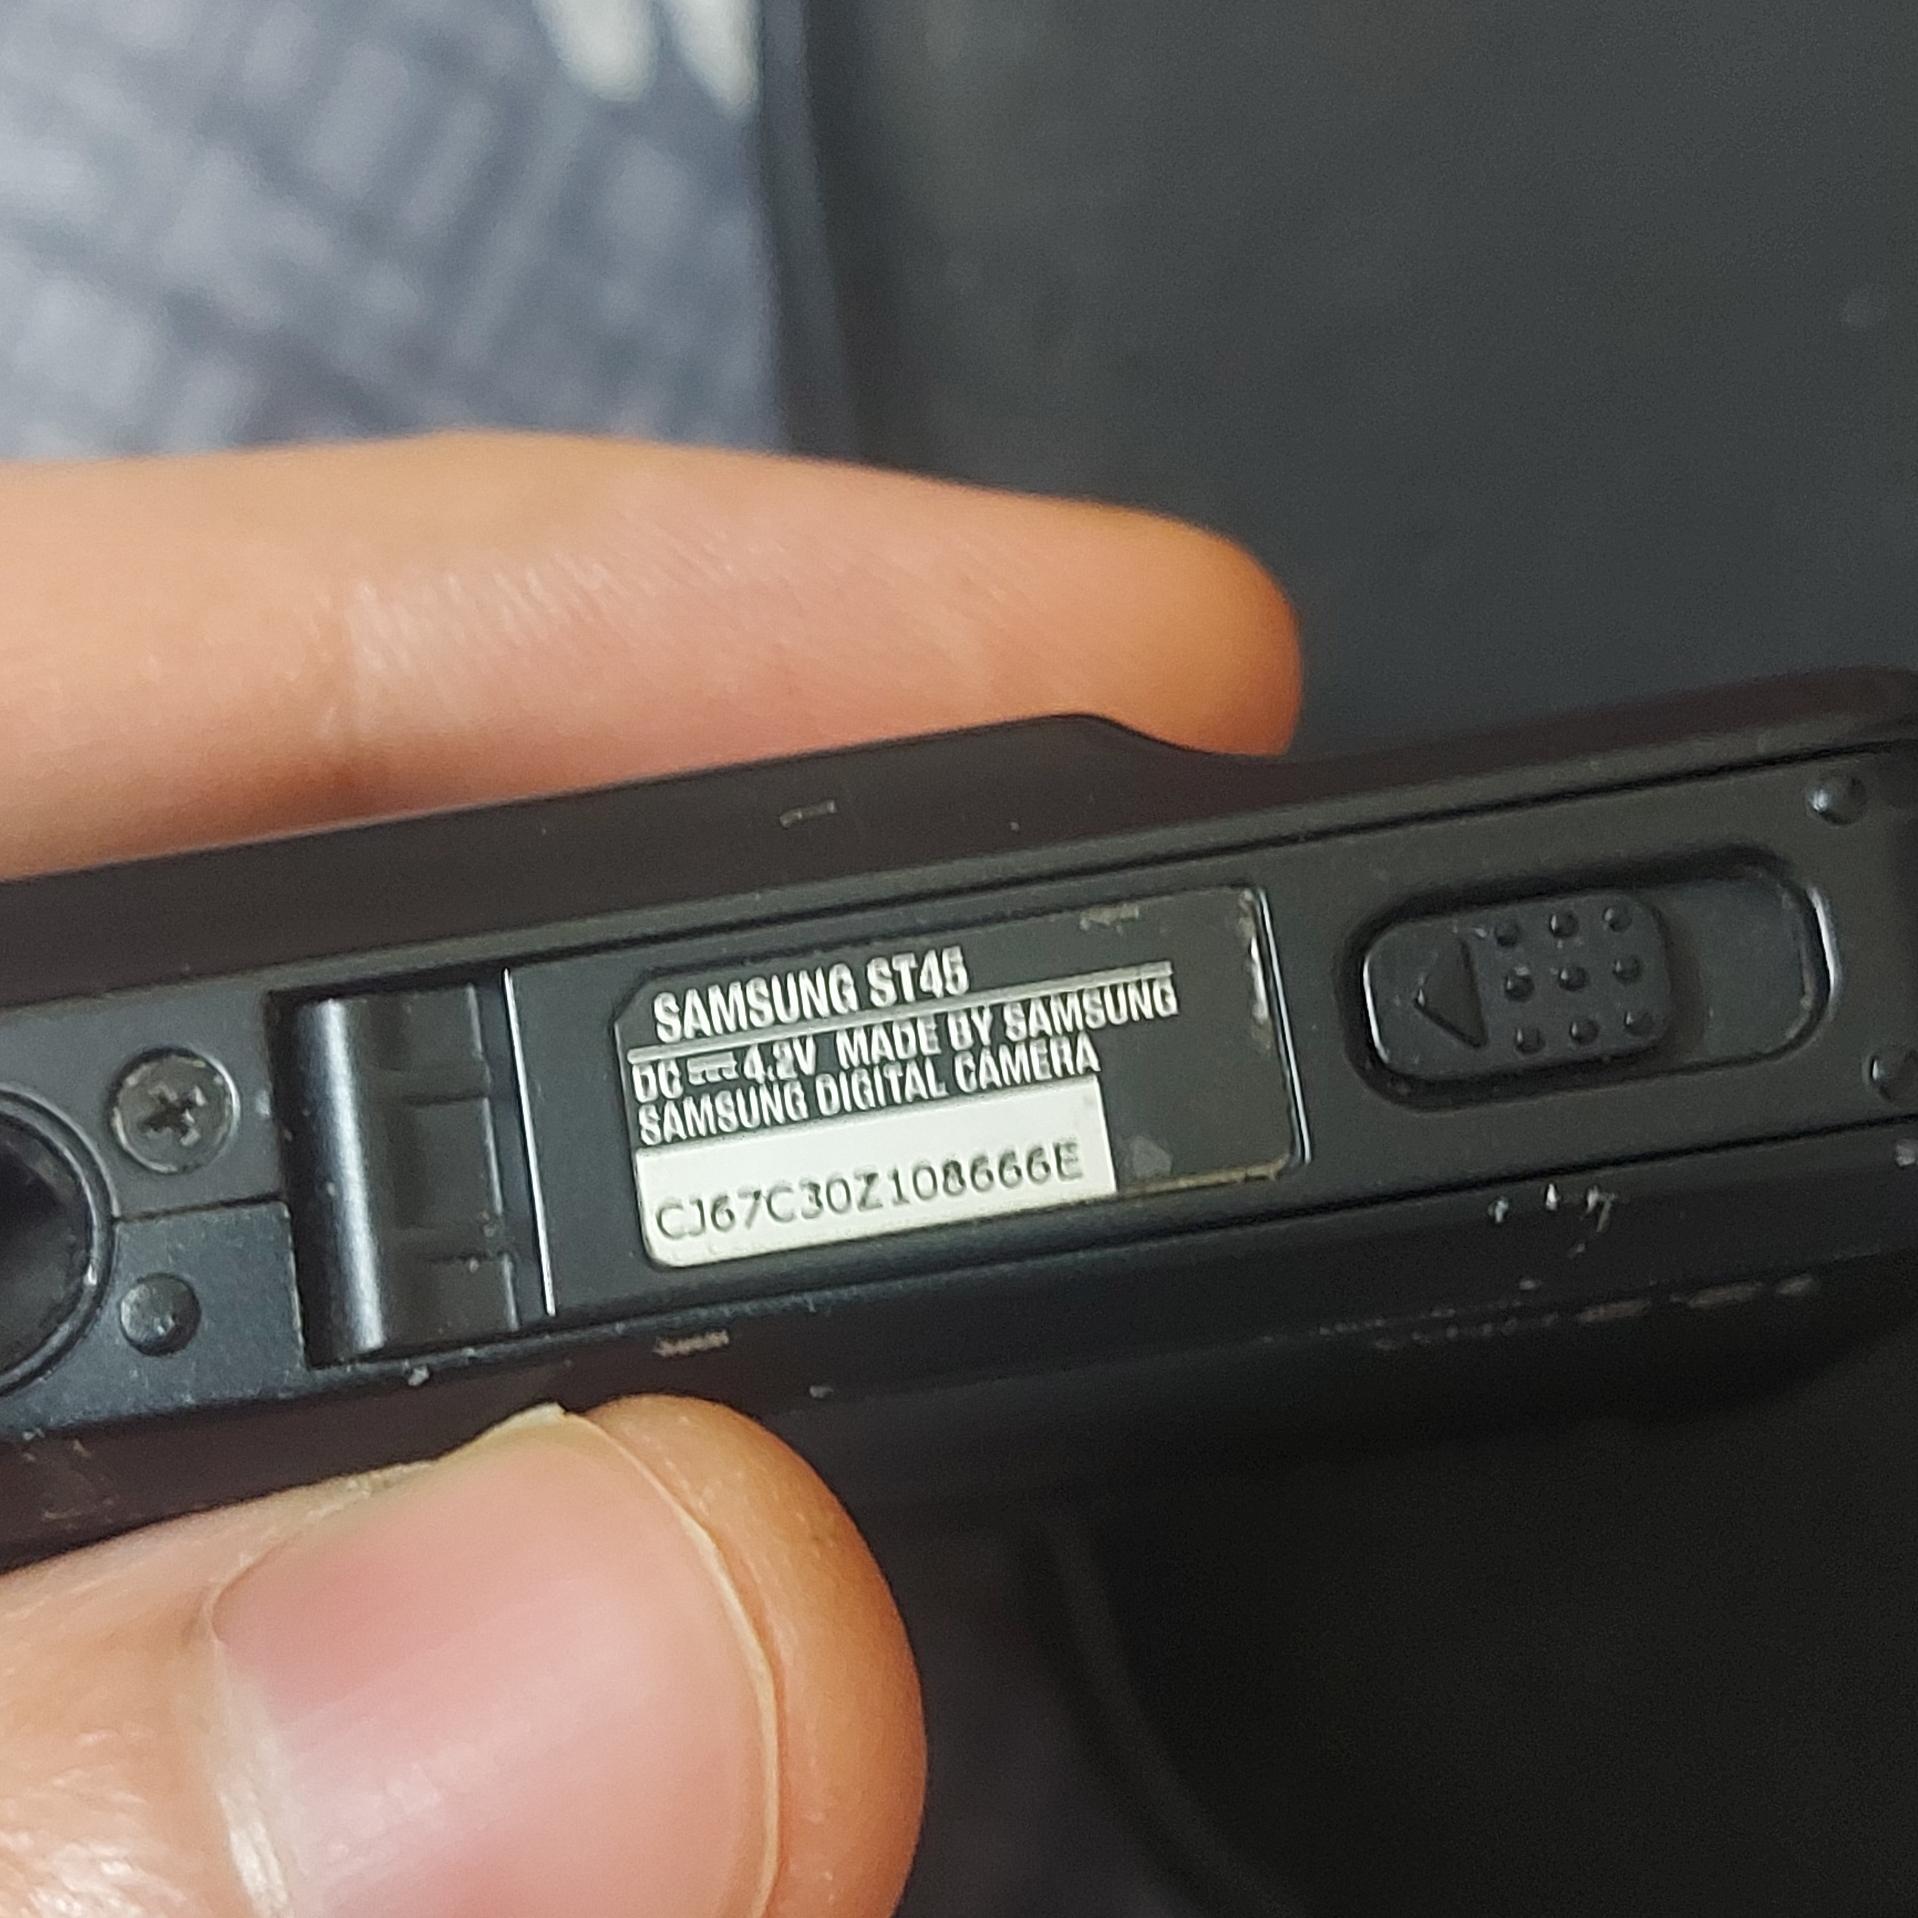 SAMSUNG ST45
DC ⎓ 4.2V MADE BY SAMSUNG
SAMSUNG DIGITAL CAMERA
CJ67C30Z108666E